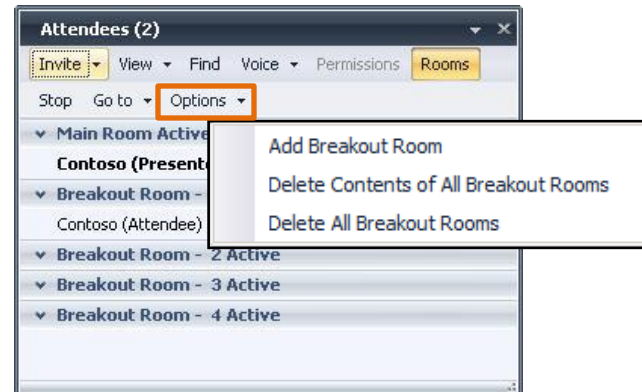 Attendees (2)
Invite View Find Voice Permissions Rooms
Stop Go to Options
Main Room Active
Contoso (Presente
Add Breakout Room
Breakout Room -
Delete Contents of All Breakout Rooms
Contoso (Attendee)
Delete All Breakout Rooms
Breakout Room - 2 Active
Breakout Room - 3 Active
Breakout Room - 4 Active